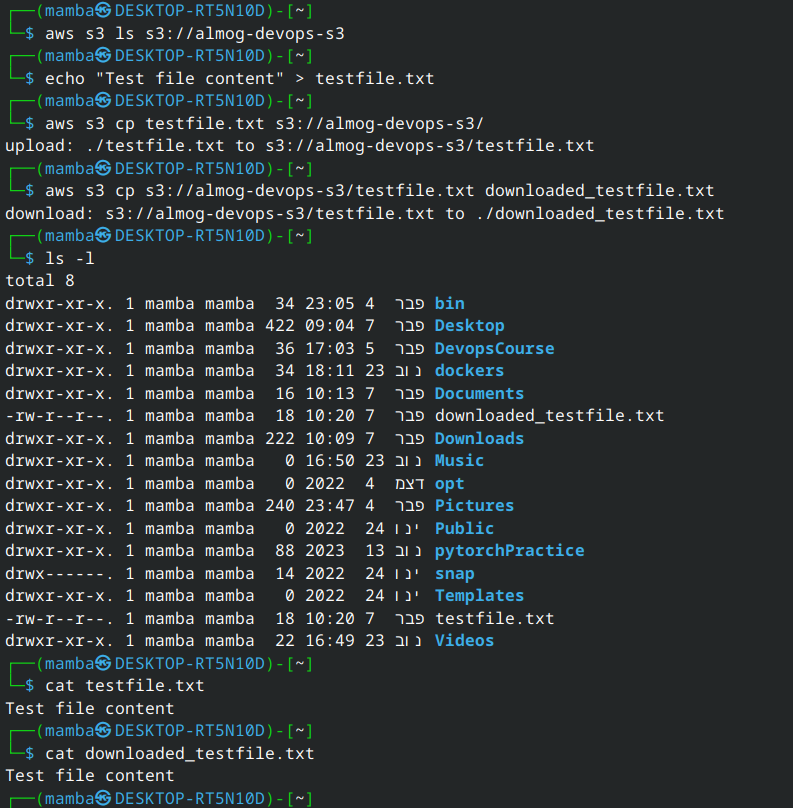 ┌──(mamba㉿DESKTOP-RT5N10D)-[~]
└─$ aws s3 ls s3://almog-devops-s3
┌──(mamba㉿DESKTOP-RT5N10D)-[~]
└─$ echo "Test file content" > testfile.txt
┌──(mamba㉿DESKTOP-RT5N10D)-[~]
└─$ aws s3 cp testfile.txt s3://almog-devops-s3/
upload: ./testfile.txt to s3://almog-devops-s3/testfile.txt
┌──(mamba㉿DESKTOP-RT5N10D)-[~]
└─$ aws s3 cp s3://almog-devops-s3/testfile.txt downloaded_testfile.txt
download: s3://almog-devops-s3/testfile.txt to ./downloaded_testfile.txt
┌──(mamba㉿DESKTOP-RT5N10D)-[~]
└─$ ls -l
total 8
drwxr-xr-x. 1 mamba mamba  34 23:05 4  פבר bin
drwxr-xr-x. 1 mamba mamba 422 09:04 7  פבר Desktop
drwxr-xr-x. 1 mamba mamba  36 17:03 5  פבר DevopsCourse
drwxr-xr-x. 1 mamba mamba  34 18:11 23 נוב dockers
drwxr-xr-x. 1 mamba mamba  16 10:13 7  פבר Documents
-rw-r--r--. 1 mamba mamba  18 10:20 7  פבר downloaded_testfile.txt
drwxr-xr-x. 1 mamba mamba 222 10:09 7  פבר Downloads
drwxr-xr-x. 1 mamba mamba   0 16:50 23 נוב Music
drwxr-xr-x. 1 mamba mamba   0 2022  4  דצמ opt
drwxr-xr-x. 1 mamba mamba 240 23:47 4  פבר Pictures
drwxr-xr-x. 1 mamba mamba   0 2022  24 ינו Public
drwxr-xr-x. 1 mamba mamba  88 2023  13 נוב pytorchPractice
drwx------. 1 mamba mamba  14 2022  24 ינו snap
drwxr-xr-x. 1 mamba mamba   0 2022  24 ינו Templates
-rw-r--r--. 1 mamba mamba  18 10:20 7  פבר testfile.txt
drwxr-xr-x. 1 mamba mamba  22 16:49 23 נוב Videos
┌──(mamba㉿DESKTOP-RT5N10D)-[~]
└─$ cat testfile.txt
Test file content
┌──(mamba㉿DESKTOP-RT5N10D)-[~]
└─$ cat downloaded_testfile.txt
Test file content
┌──(mamba㉿DESKTOP-RT5N10D)-[~]